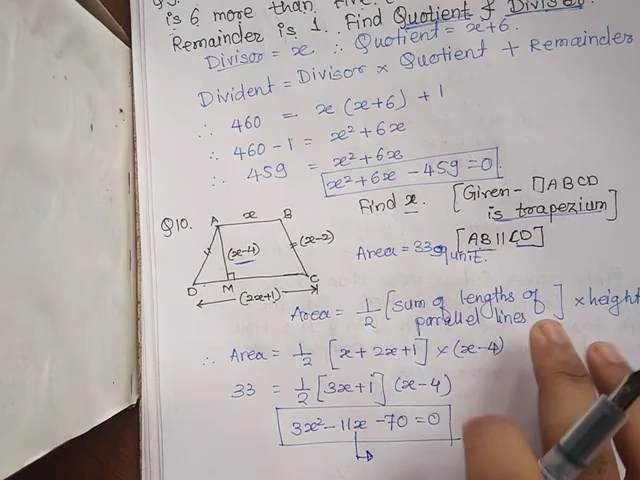 is 6 more than
Remainder is 1. Find Quotient & Divisor.
Divisor = x ∴ Quotient = x+6.
Divident = Divisor × Quotient + Remainder
∴ 460 = x (x+6) + 1
∴ 460 - 1 = x² + 6x
∴ 459 = x² + 6x
x² + 6x - 459 = 0
Q10.
A x B
(x-4)
(x-2)
D M C
(2x+1)
Find x. [Given - □ABCD
is trapezium]
[AB || CD]
Area = 33 squnit.
Area = 1/2 [sum of lengths of parallel lines] × height
∴ Area = 1/2 [x + 2x + 1] × (x-4)
33 = 1/2 [3x+1] (x-4)
3x² - 11x - 70 = 0